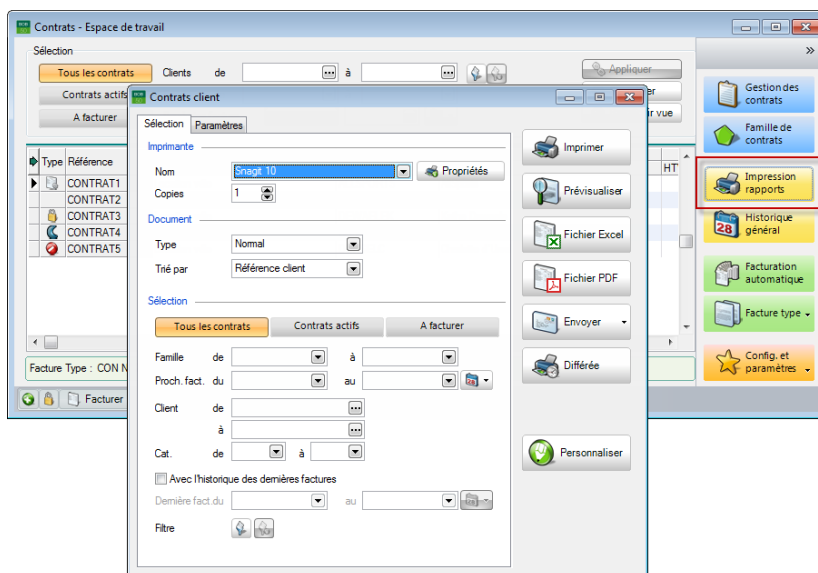 Contrats - Espace de travail
Sélection
Tous les contrats
Clients de
à
Appliquer
Contrats actifs
A facturer
er
ir vue
Type Référence
HT
CONTRAT1
CONTRAT2
CONTRAT3
CONTRAT4
CONTRAT5
Facture Type : CON N
Facturer
Contrats client
Sélection
Paramètres
Imprimante
Nom
Snagit 10
Propriétés
Copies
1
Document
Type
Normal
Trié par
Référence client
Sélection
Tous les contrats
Contrats actifs
A facturer
Famille de
à
Proch. fact. du
au
Client de
à
Cat. de
à
Avec l'historique des dernières factures
Dernière fact.du
au
Filtre
Imprimer
Prévisualiser
Fichier Excel
Fichier PDF
Envoyer
Différée
Personnaliser
»
Gestion des
contrats
Famille de
contrats
Impression
rapports
28
Historique
général
Facturation
automatique
Facture type
Config. et
paramètres